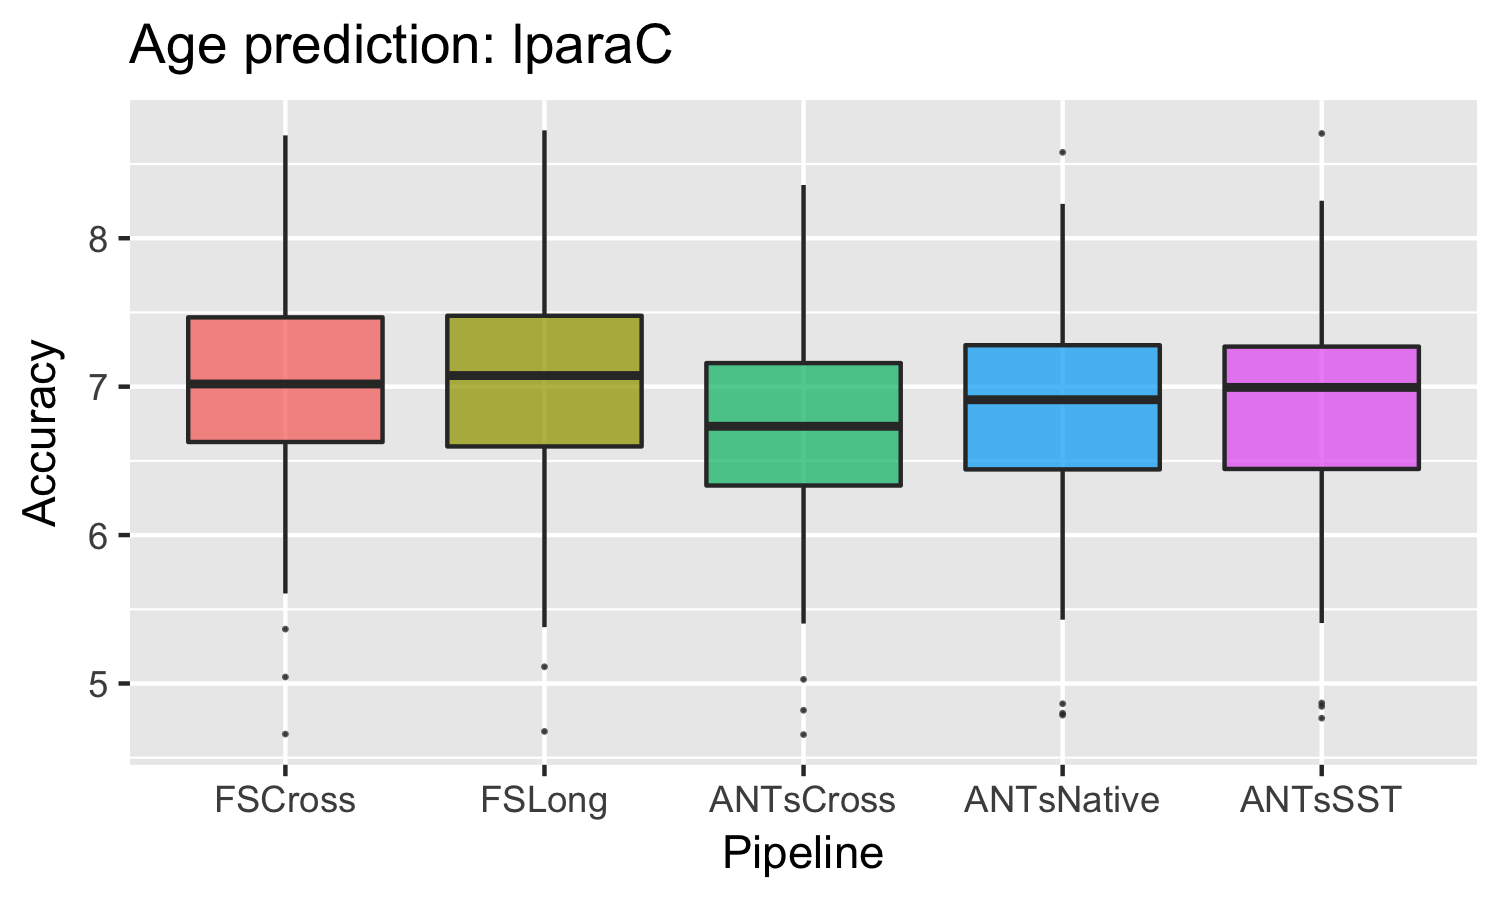 Age prediction: lparaC
Accuracy
8
7
6
5
FSCross FSLong ANTsCross ANTsNative ANTsSST
Pipeline